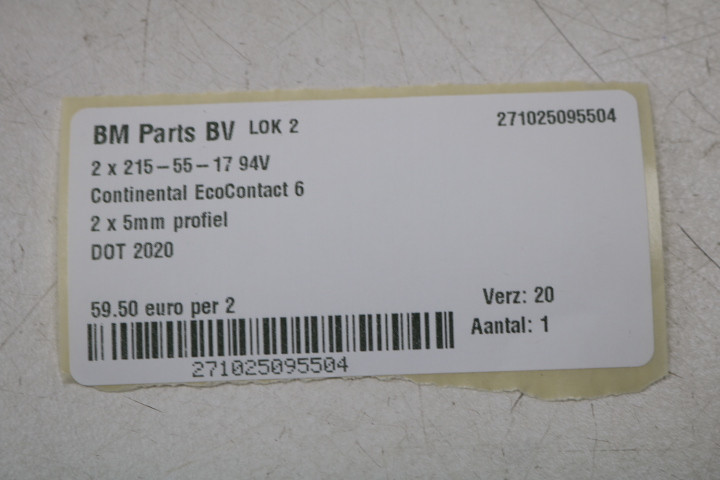 BM Parts BV LOK 2 271025095504
2 x 215-55-17 94V
Continental EcoContact 6
2 x 5mm profiel
DOT 2020
59.50 euro per 2 Verz: 20
Aantal: 1
271025095504